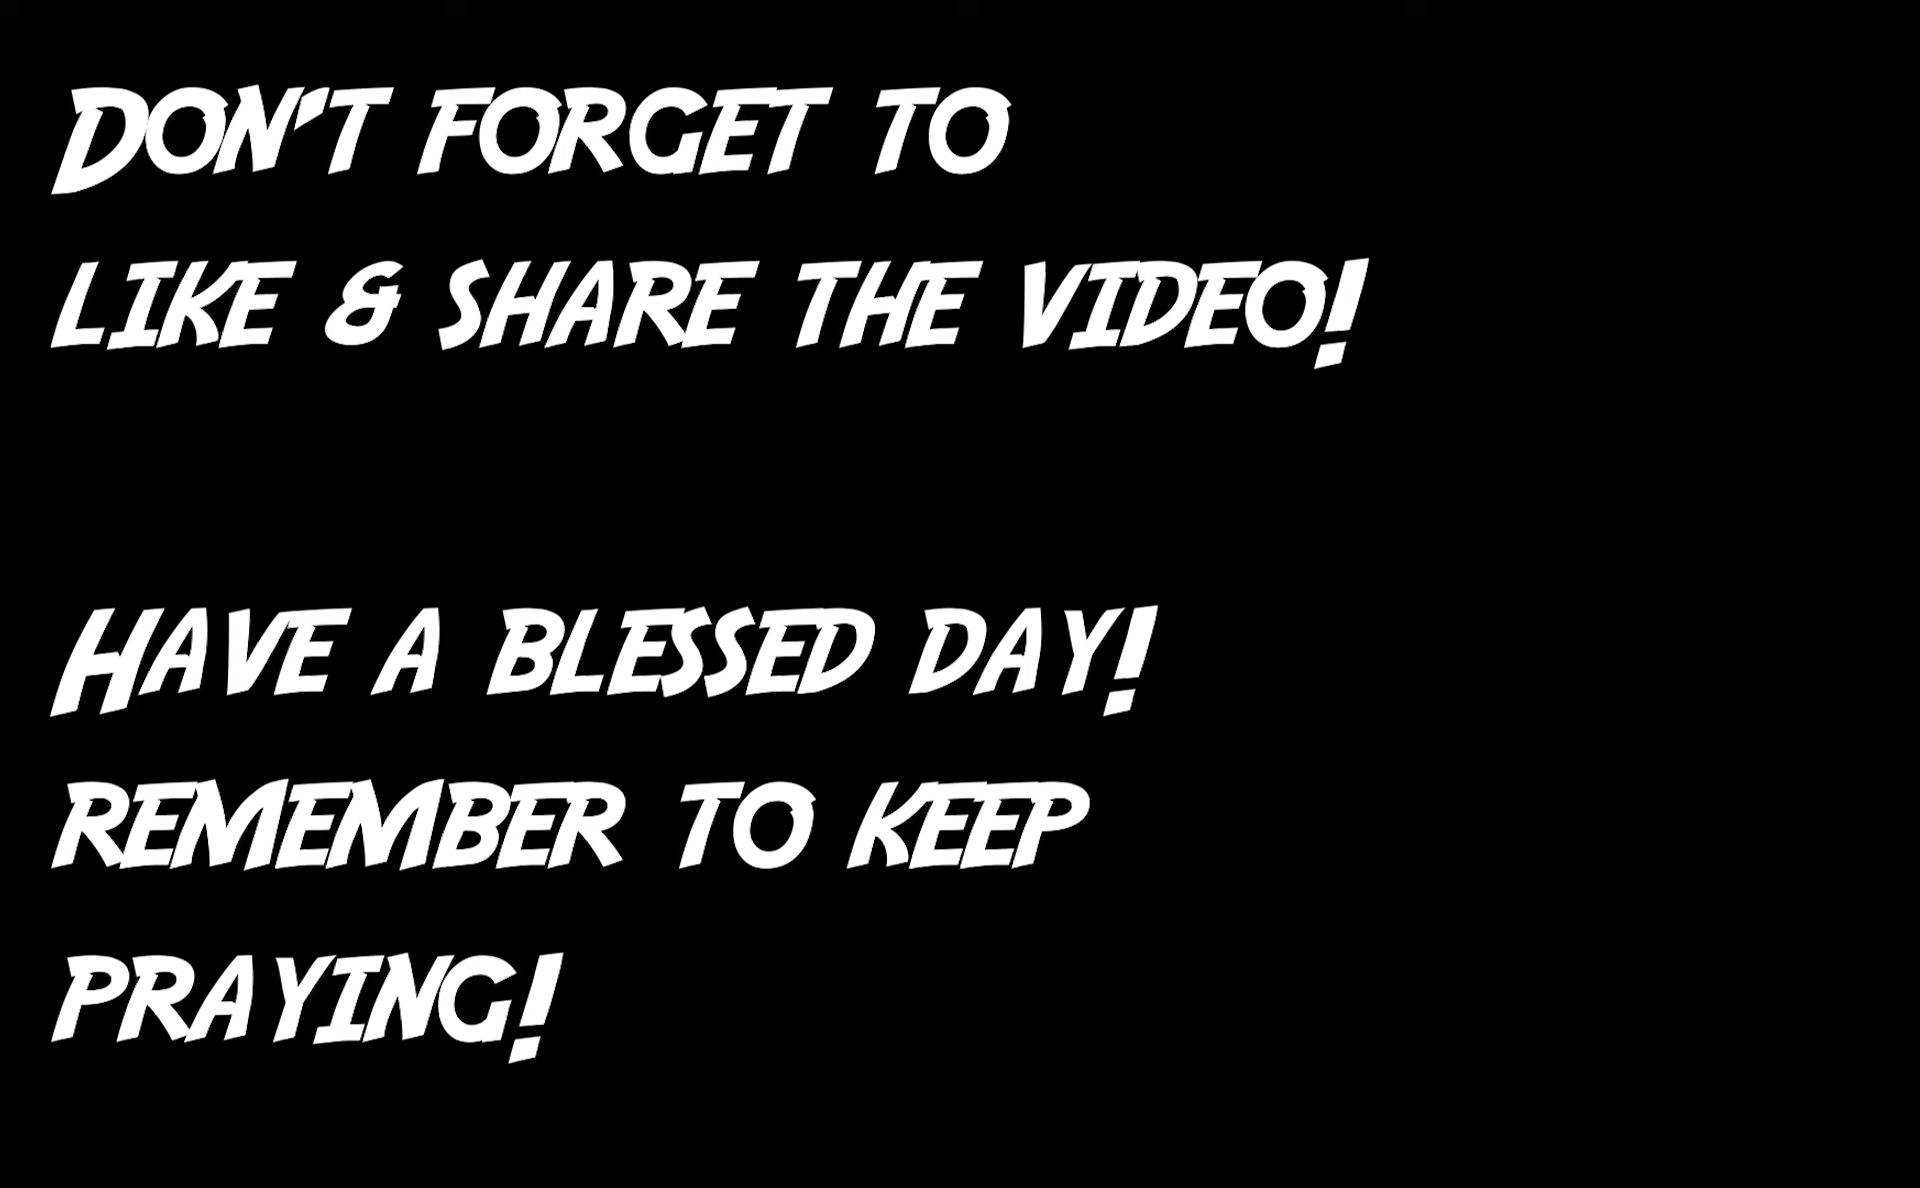 Don't forget to
like & share the video!
Have a blessed day!
remember to keep
praying!